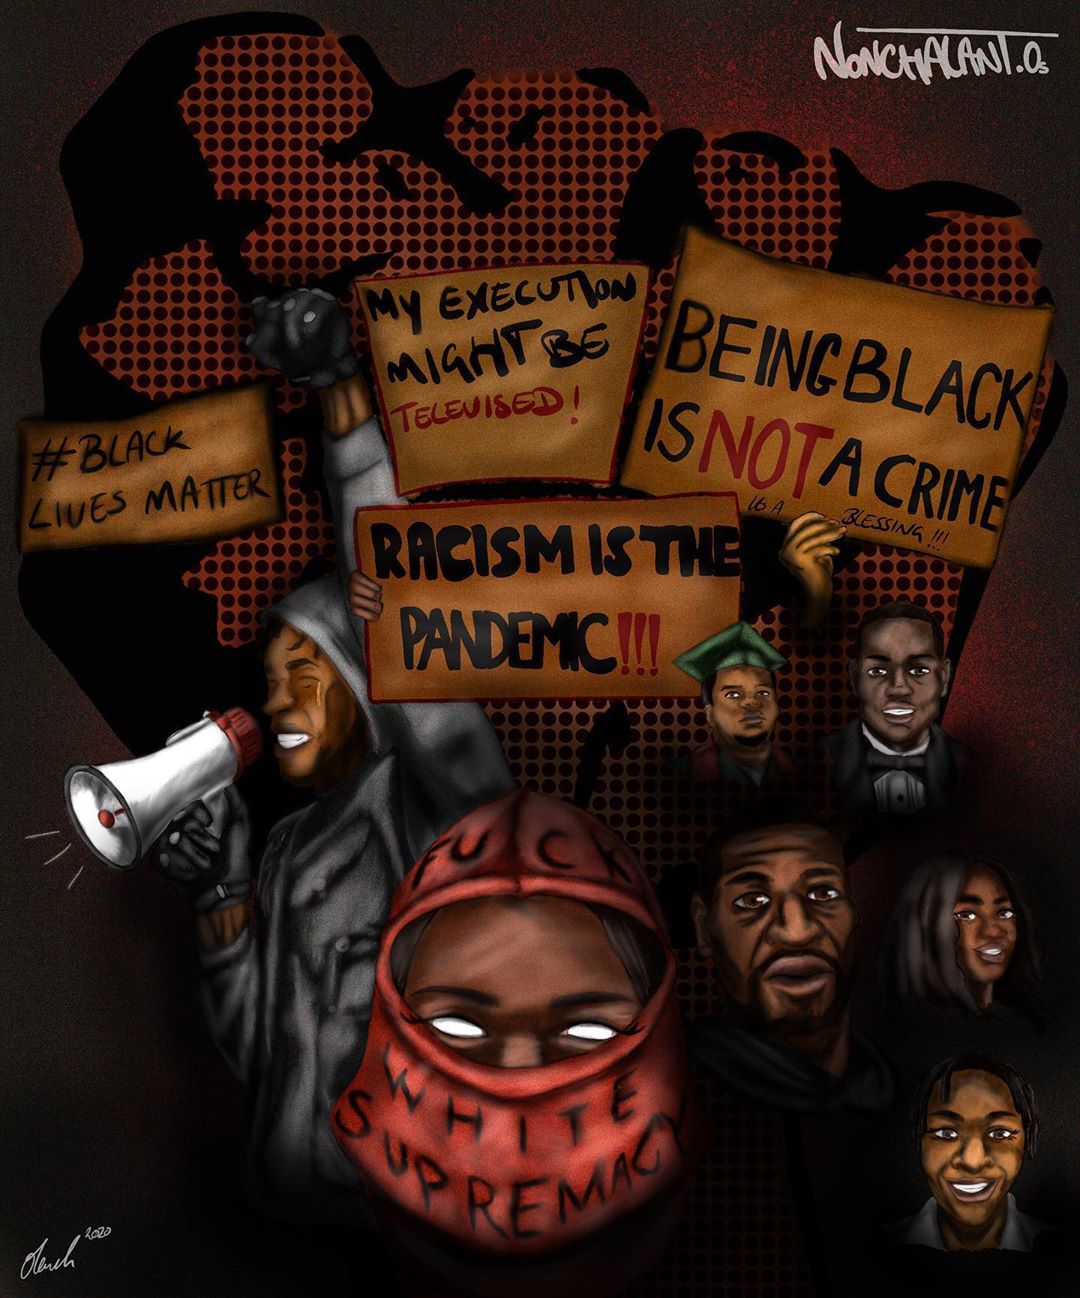 NONCHALANT.Os
MY EXECUTION
MIGHT BE
TELEVISED!
BEING BLACK
IS NOT A CRIME
BLESSING!!!
#BLACK
LIVES MATTER
RACISM IS THE
PANDEMIC!!!
FUCK
WHITE
SUPREMACY
2020